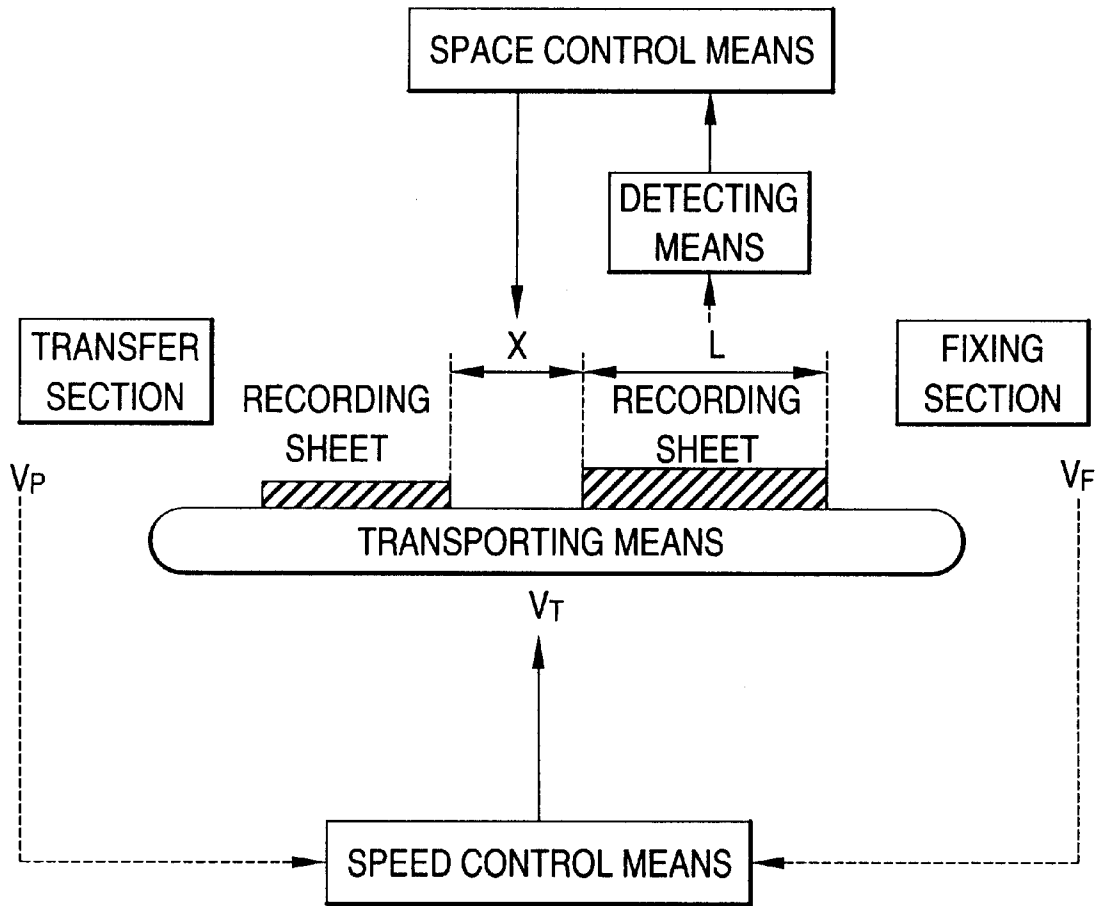 SPACE CONTROL MEANS
DETECTING
MEANS
TRANSFER
SECTION
X
L
FIXING
SECTION
RECORDING
SHEET
RECORDING
SHEET
VP
VF
TRANSPORTING MEANS
VT
SPEED CONTROL MEANS